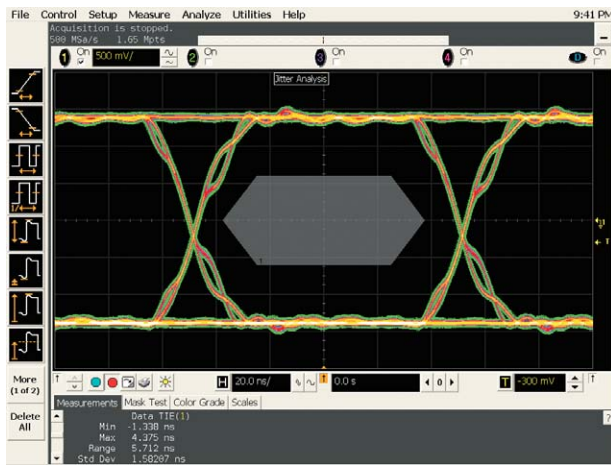 File Control Setup Measure Analyze Utilities Help 9:41 PM
Acquisition is stopped.
500 MSa/s 1.65 Mpts
1 On 500 mV/ 2 On 3 On 4 On On
Jitter Analysis
More
(1 of 2)
Delete
All
H 20.0 ns/ 0.0 s 0 T -300 mV
Measurements Mask Test Color Grade Scales
Data TIE(1)
Min -1.338 ns
Max 4.375 ns
Range 5.712 ns
Std Dev 1.58207 ns